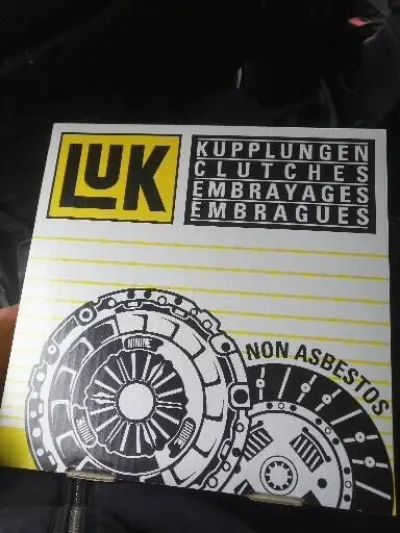 LUK
KUPPLUNGEN
CLUTCHES
EMBRAYAGES
EMBRAGUES
NON ASBESTOS